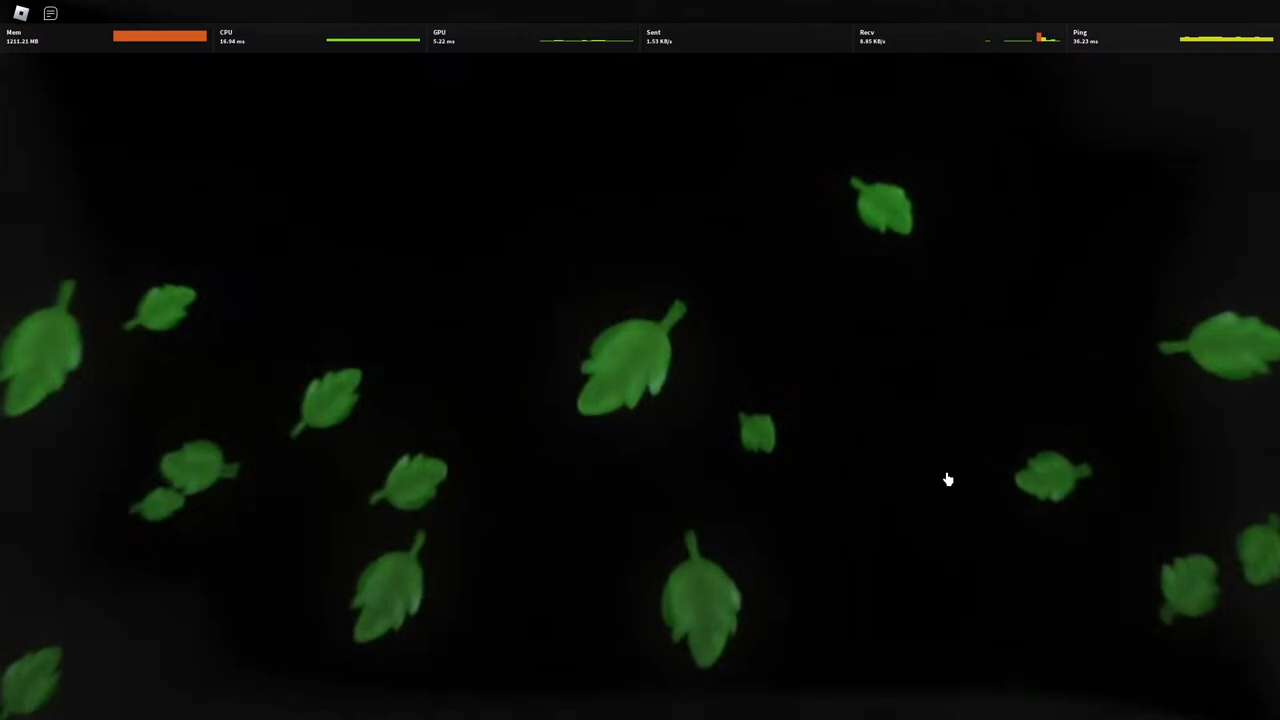 Mem
1211.21 MB
CPU
16.94 ms
GPU
5.22 ms
Sent
1.53 KB/s
Recv
8.85 KB/s
Ping
36.23 ms